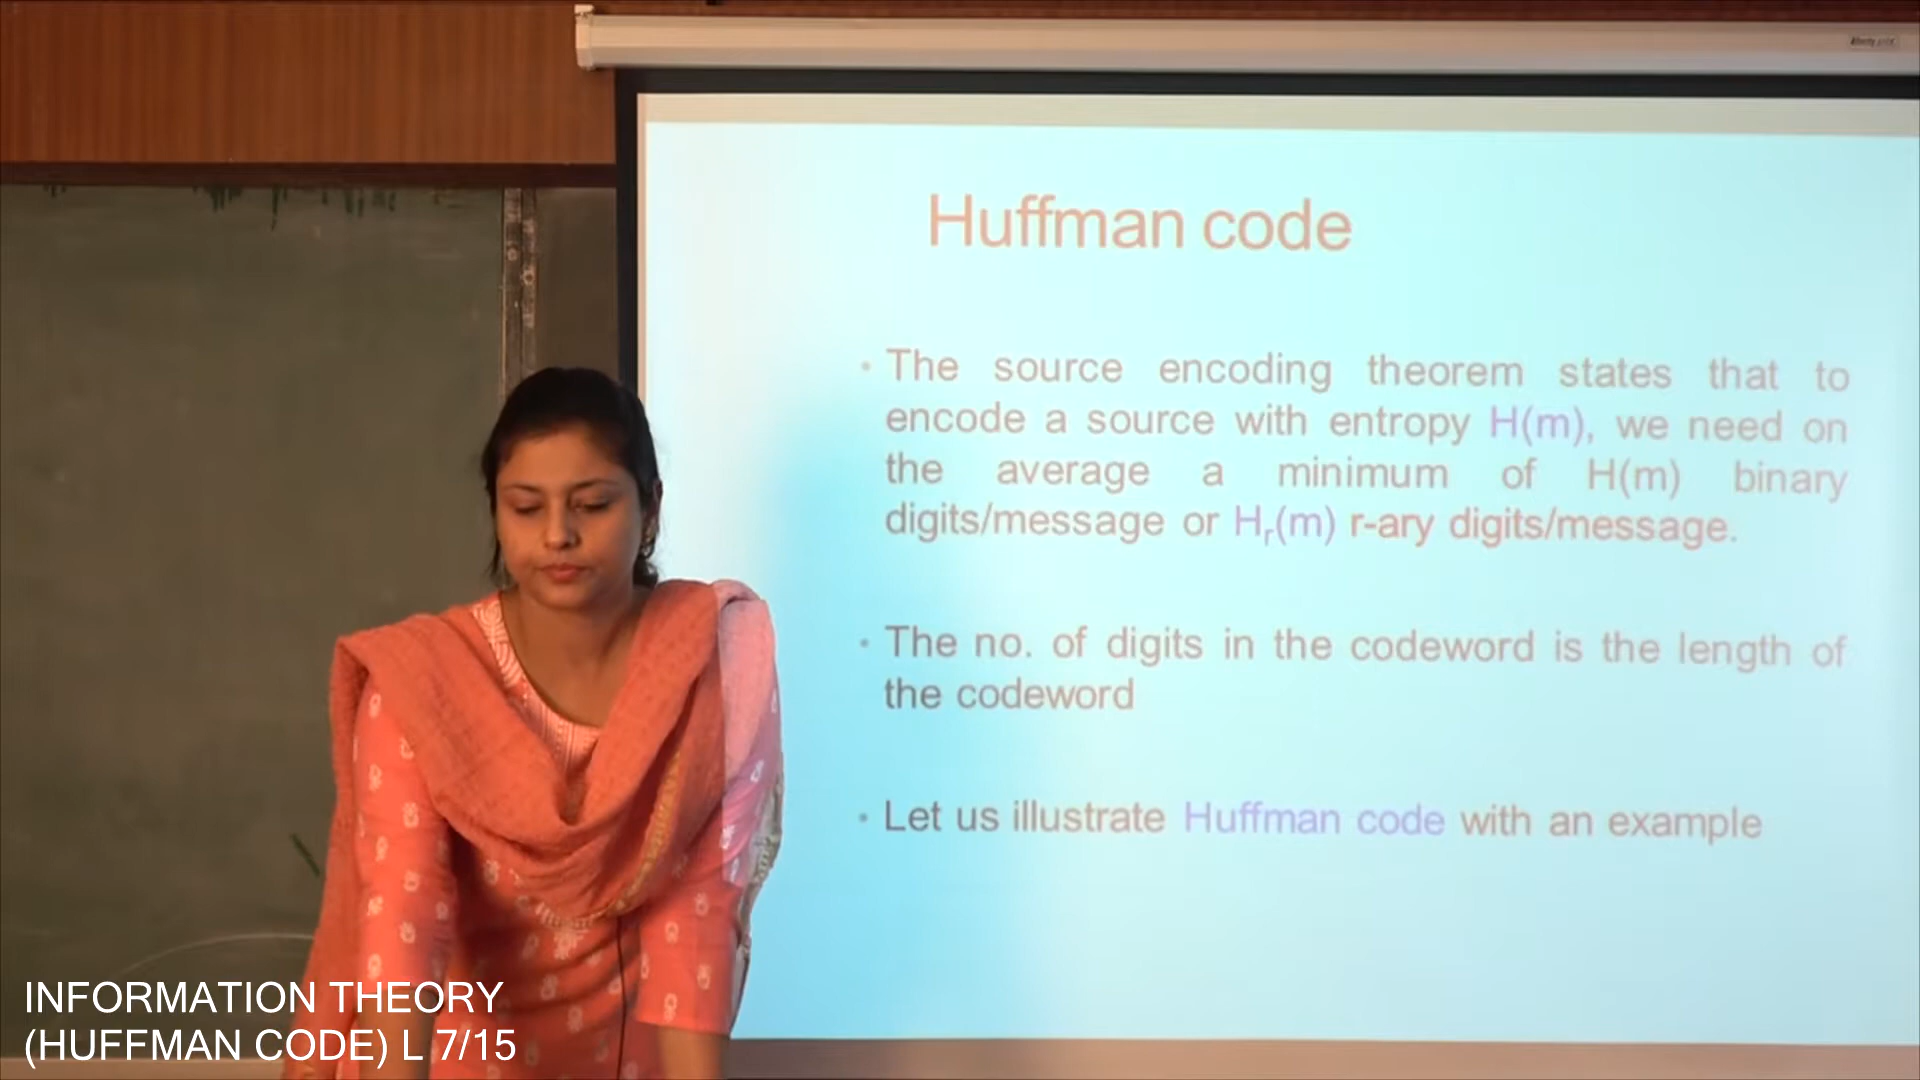 Huffman code
• The source encoding theorem states that to
encode a source with entropy H(m), we need on
the average a minimum of H(m) binary
digits/message or Hr(m) r-ary digits/message.
• The no. of digits in the codeword is the length of
the codeword
• Let us illustrate Huffman code with an example
INFORMATION THEORY
(HUFFMAN CODE) L 7/15